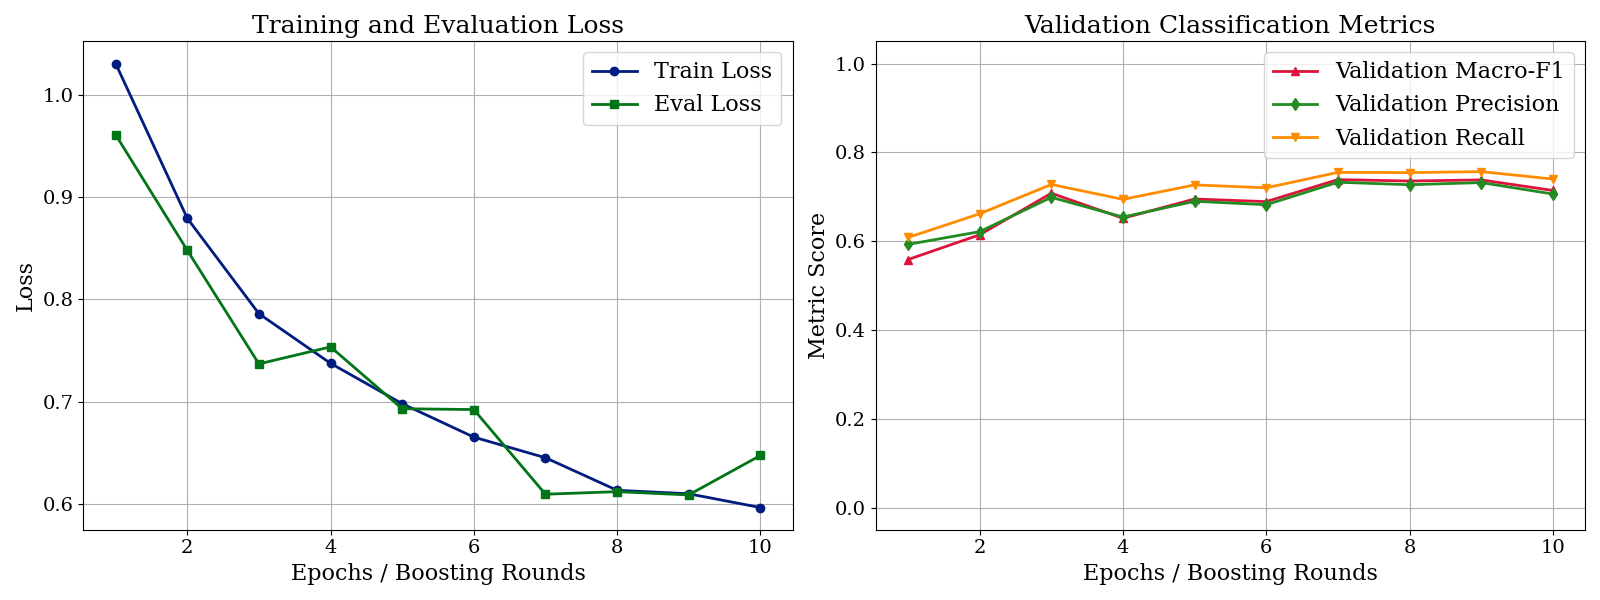 Training and Evaluation Loss
Train Loss
Eval Loss
Loss
1.0
0.9
0.8
0.7
0.6
2 4 6 8 10
Epochs / Boosting Rounds
Validation Classification Metrics
Validation Macro-F1
Validation Precision
Validation Recall
Metric Score
1.0
0.8
0.6
0.4
0.2
0.0
2 4 6 8 10
Epochs / Boosting Rounds